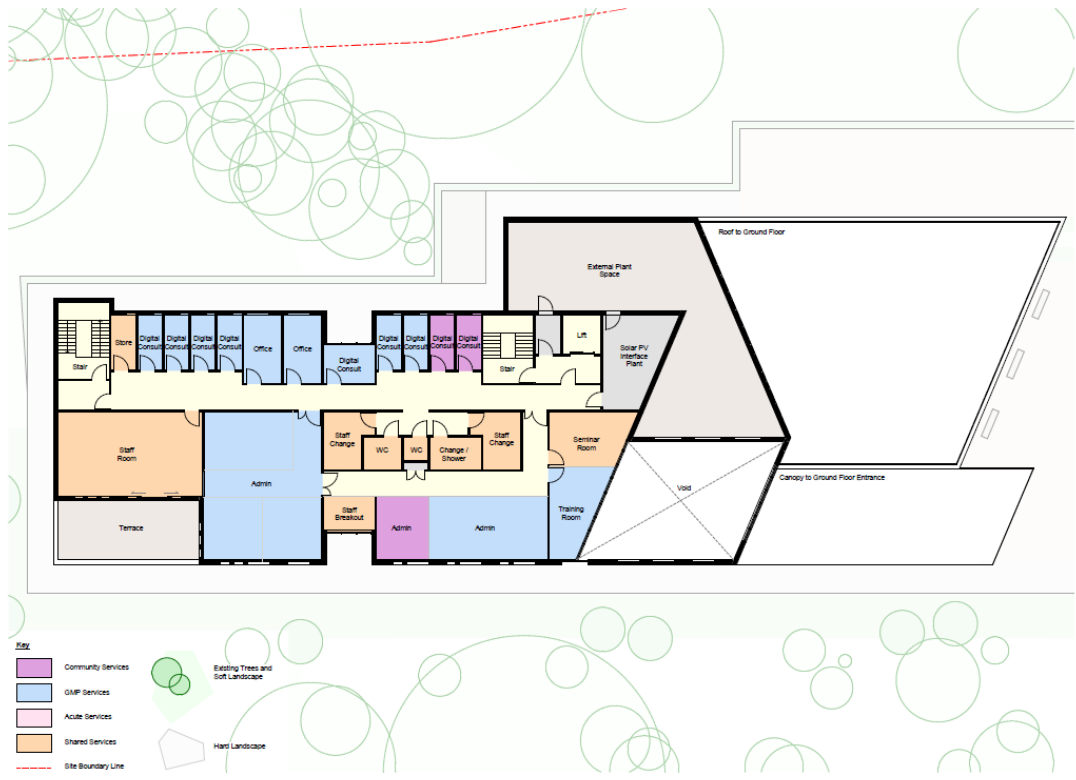 Roof to Ground Floor
External Plant
Space
Stair
Store
Digital
Consult
Digital
Consult
Digital
Consult
Digital
Consult
Office
Office
Digital
Consult
Digital
Consult
Digital
Consult
Digital
Consult
Digital
Consult
Stair
Lift
Solar PV
Interface
Plant
Staff
Room
Admin
Staff
Change
WC
WC
Change /
Shower
Staff
Change
Seminar
Room
Terrace
Staff
Breakout
Admin
Admin
Training
Room
Void
Canopy to Ground Floor Entrance
Key
Community Services
GMP Services
Acute Services
Shared Services
Site Boundary Line
Existing Trees and
Soft Landscape
Hard Landscape